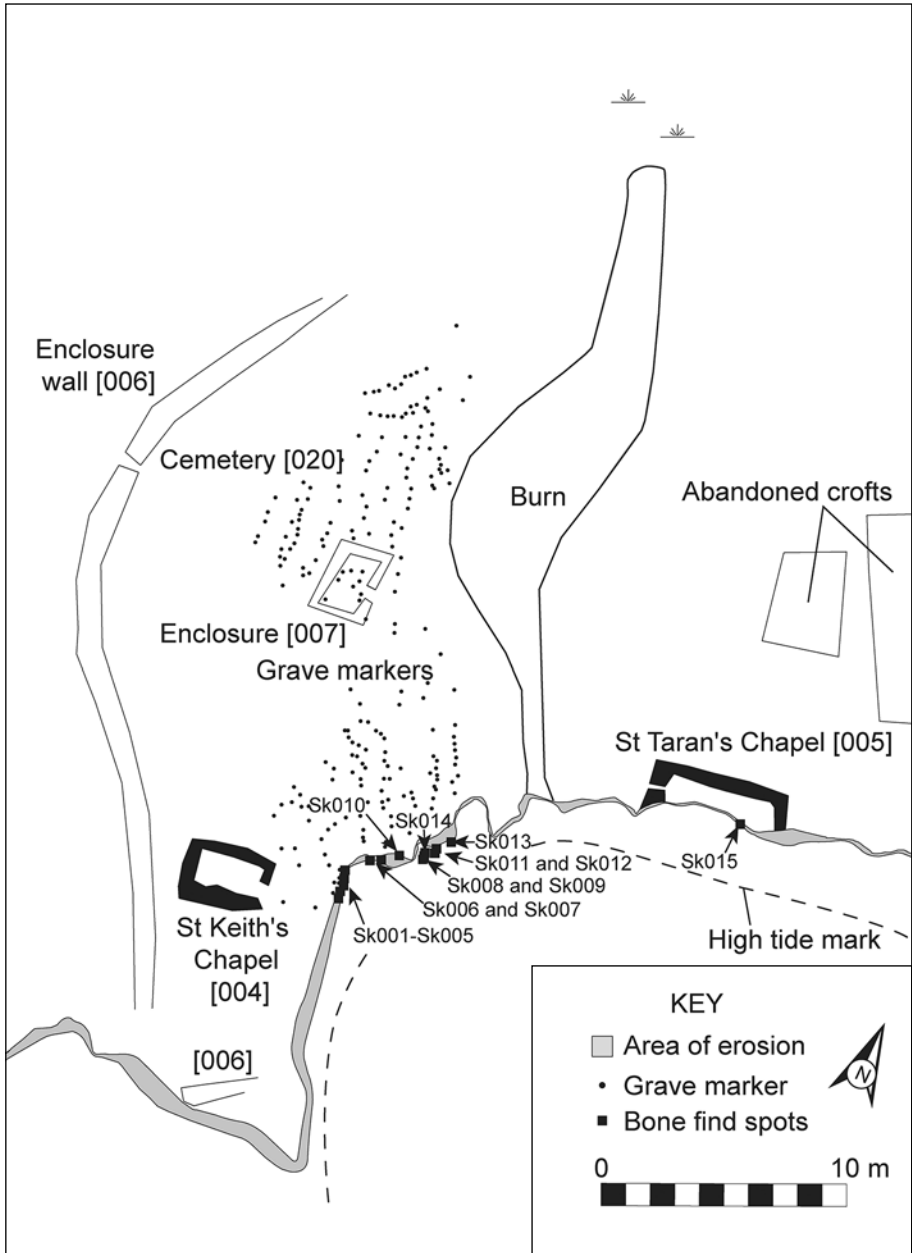 Enclosure
wall [006]
Cemetery [020]
Burn
Abandoned crofts
Enclosure [007]
Grave markers
St Taran's Chapel [005]
Sk010
Sk014
Sk013
Sk011 and Sk012
Sk015
Sk008 and Sk009
Sk006 and Sk007
Sk001-Sk005
St Keith's
Chapel
[004]
High tide mark
[006]
KEY
Area of erosion
Grave marker
Bone find spots
N
0 10 m